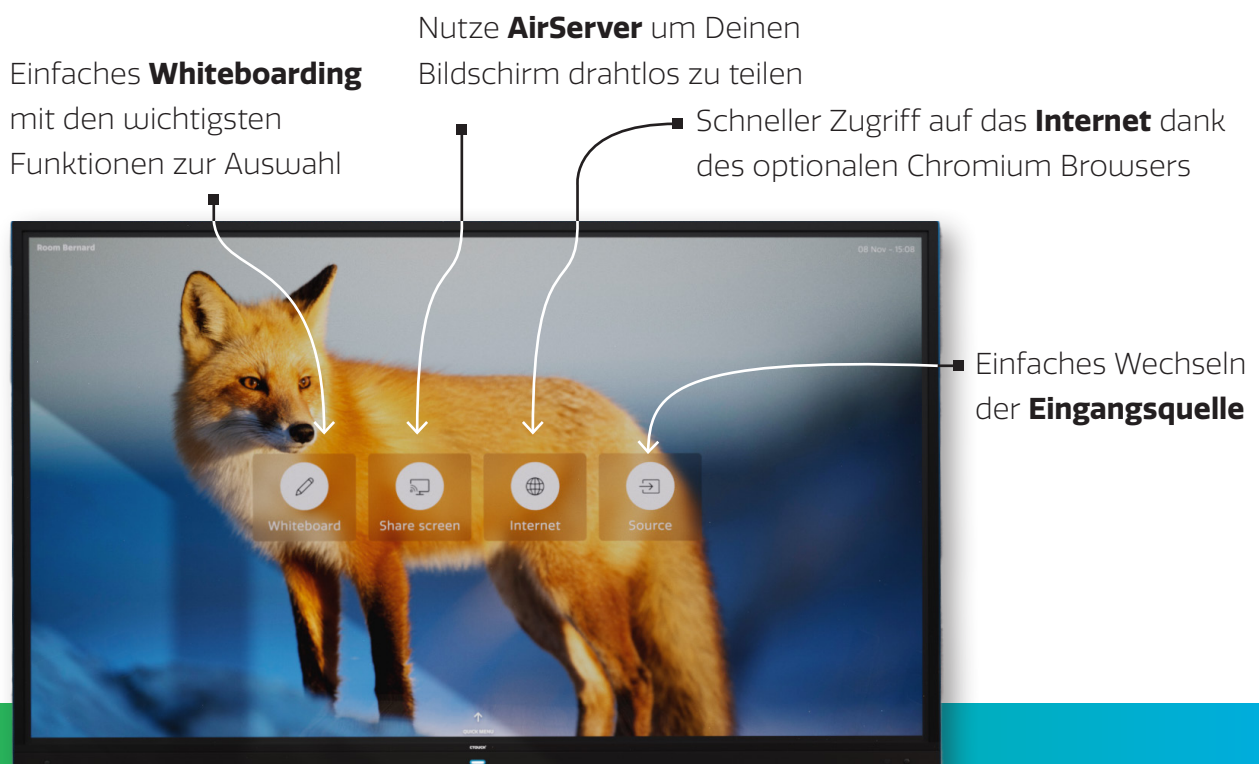 Nutze AirServer um Deinen
Bildschirm drahtlos zu teilen
Einfaches Whiteboarding
mit den wichtigsten
Funktionen zur Auswahl
Schneller Zugriff auf das Internet dank
des optionalen Chromium Browsers
Room Bernard
08 Nov - 15:08
Einfaches Wechseln
der Eingangsquelle
Whiteboard
Share screen
Internet
Source
QUICK MENU
CTOUCH